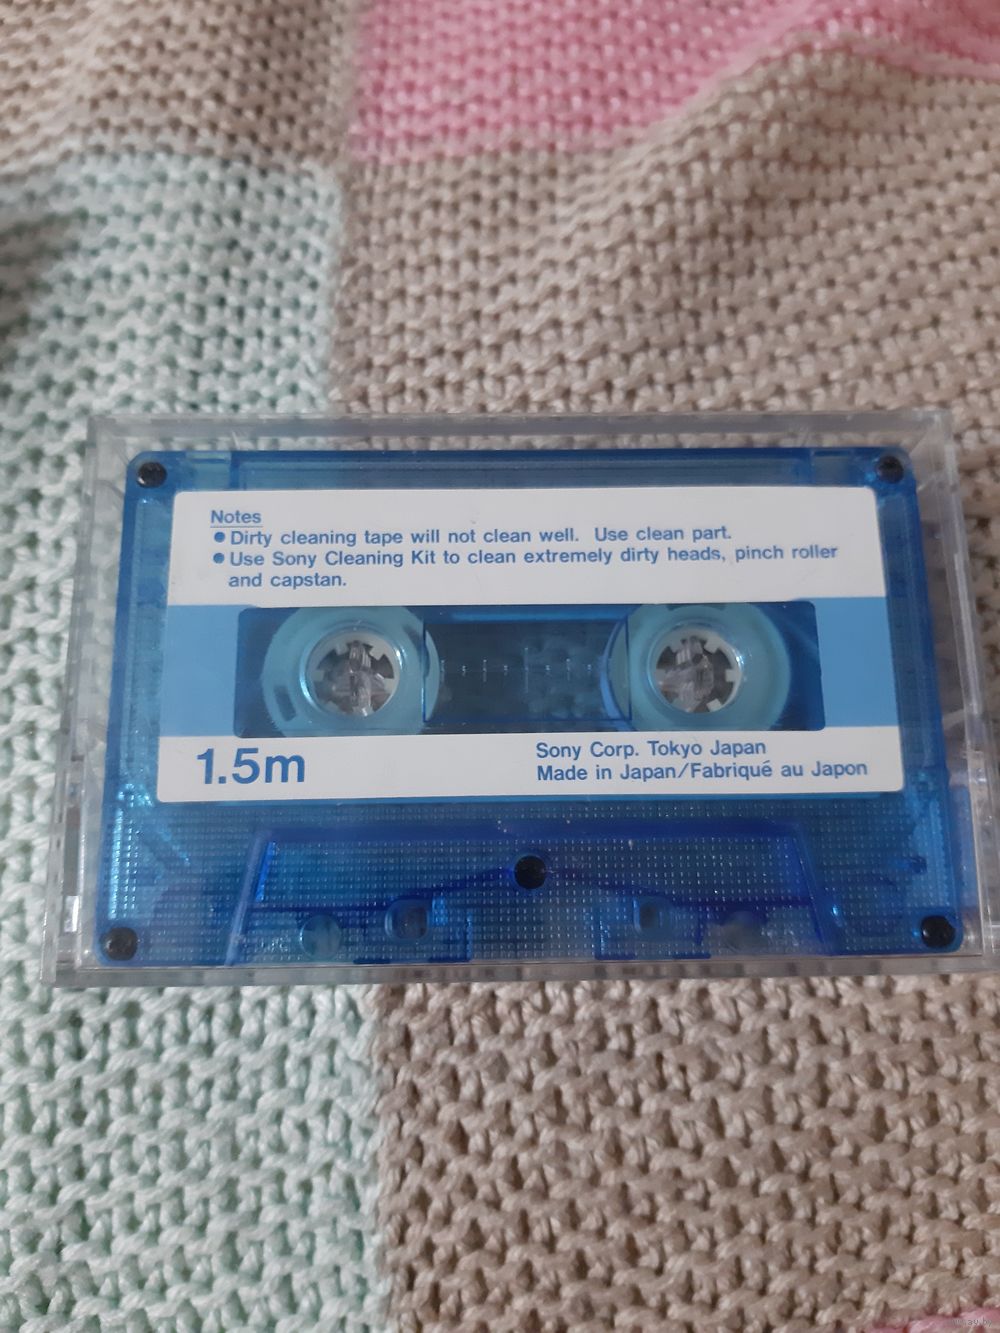 Notes
● Dirty cleaning tape will not clean well. Use clean part.
● Use Sony Cleaning Kit to clean extremely dirty heads, pinch roller
and capstan.
1.5m
Sony Corp. Tokyo Japan
Made in Japan/Fabriqué au Japon